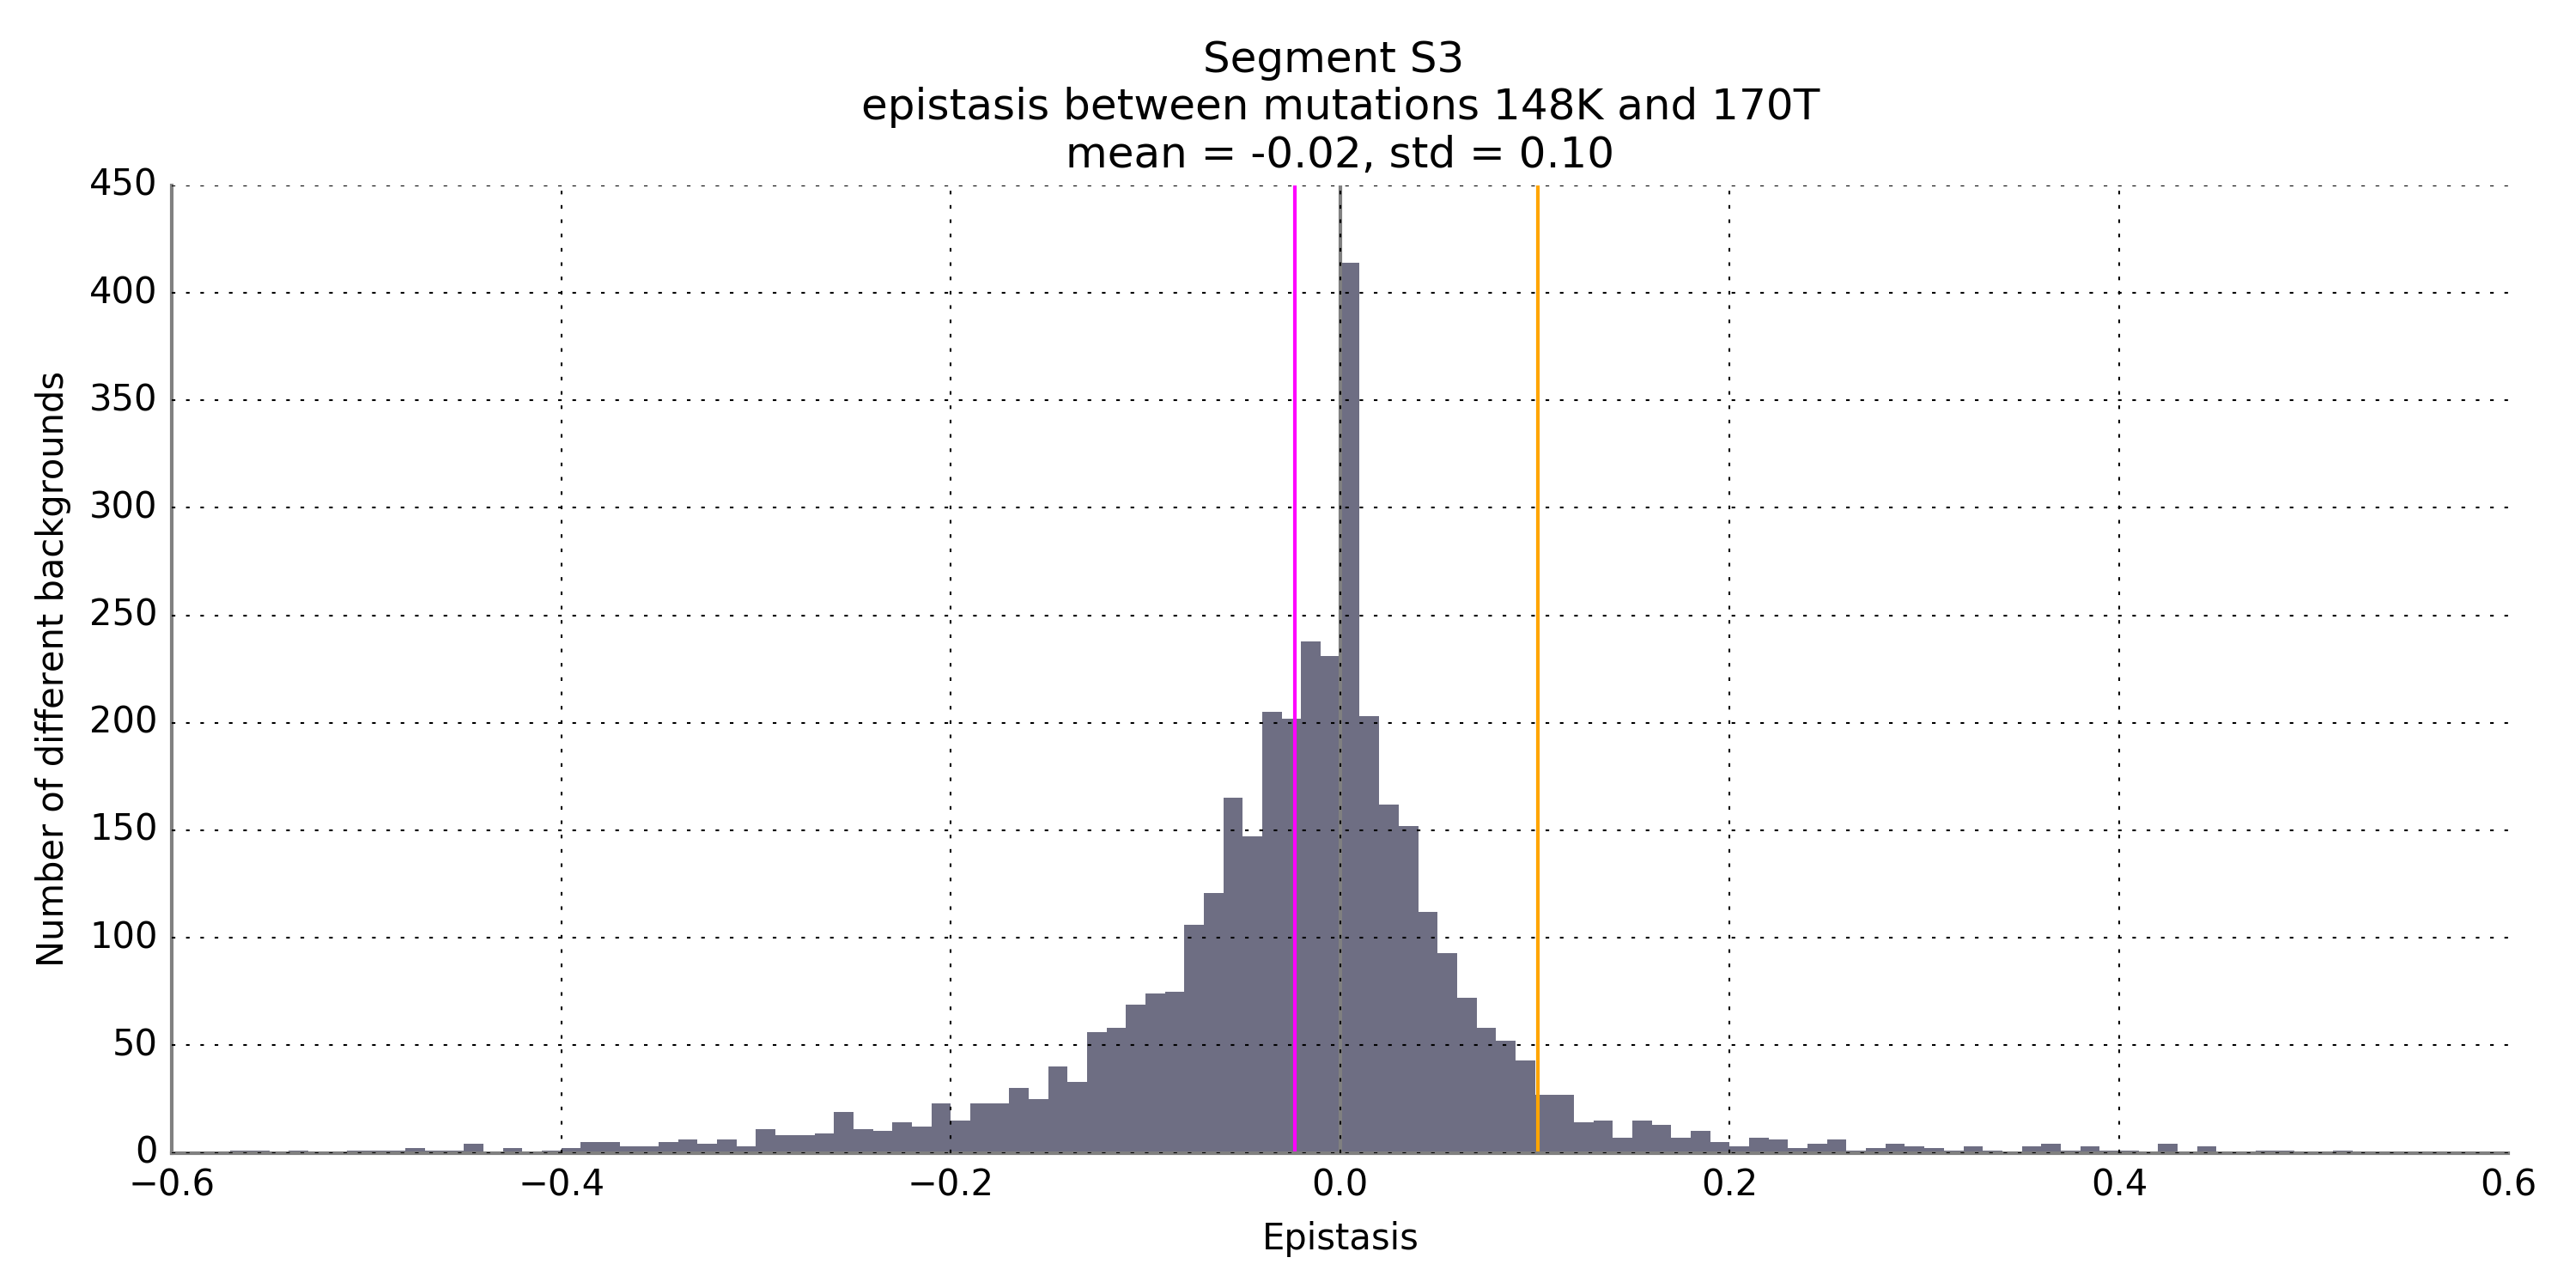 Segment S3
epistasis between mutations 148K and 170T
mean = -0.02, std = 0.10
450
400
350
300
250
200
150
100
50
0
Number of different backgrounds
−0.6 −0.4 −0.2 0.0 0.2 0.4 0.6
Epistasis